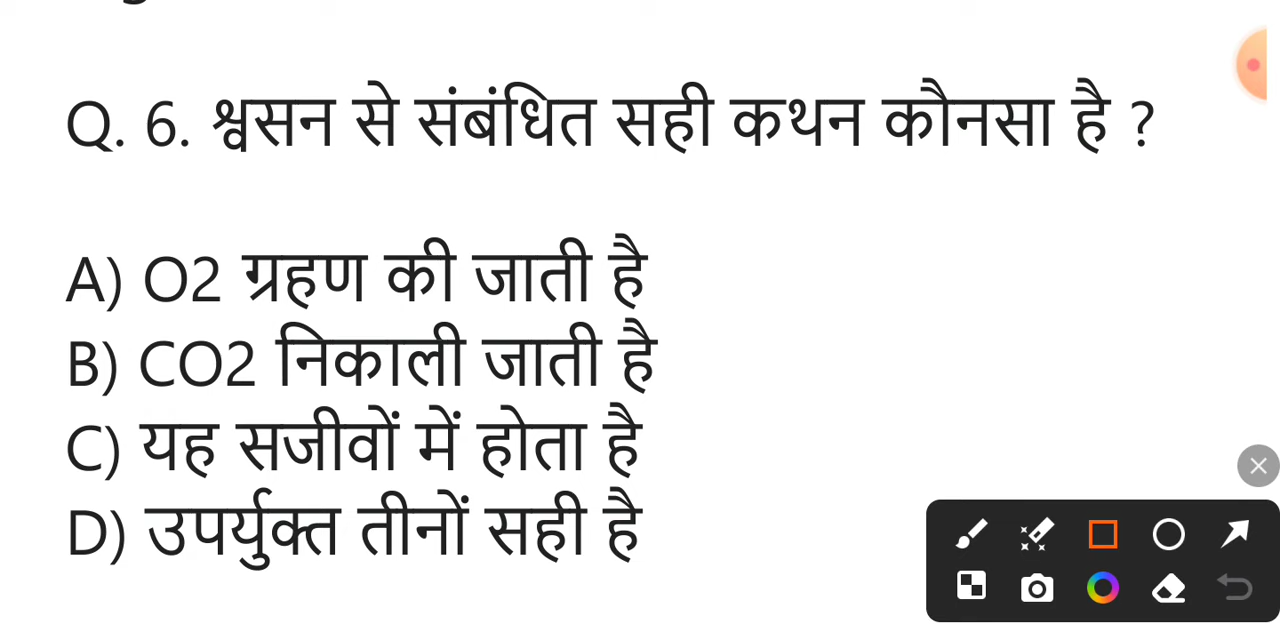 Q. 6. श्वसन से संबंधित सही कथन कौनसा है ?
A) O2 ग्रहण की जाती है
B) CO2 निकाली जाती है
C) यह सजीवों में होता है
D) उपर्युक्त तीनों सही है